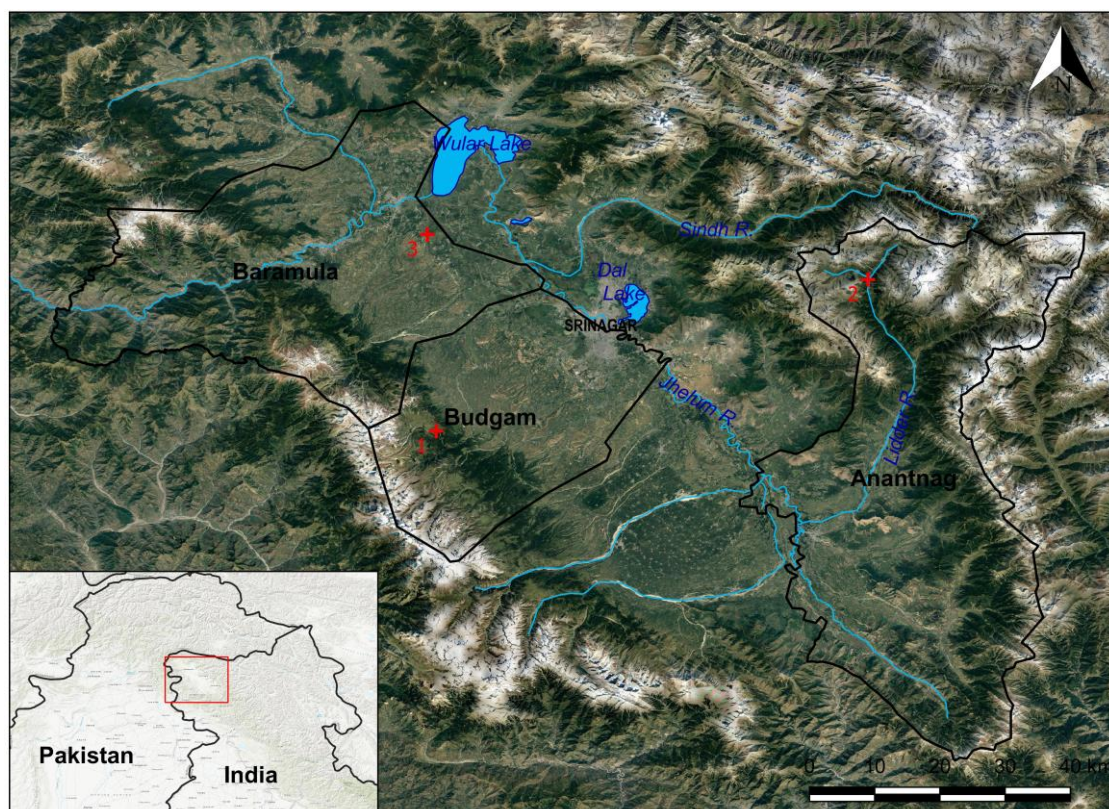 N
Wular Lake
Sindh R.
3
Baramula
Dal
Lake
2
SRINAGAR
Jhelum R.
Budgam
1
Liddar R.
Anantnag
Pakistan
India
0 10 20 30 40 km